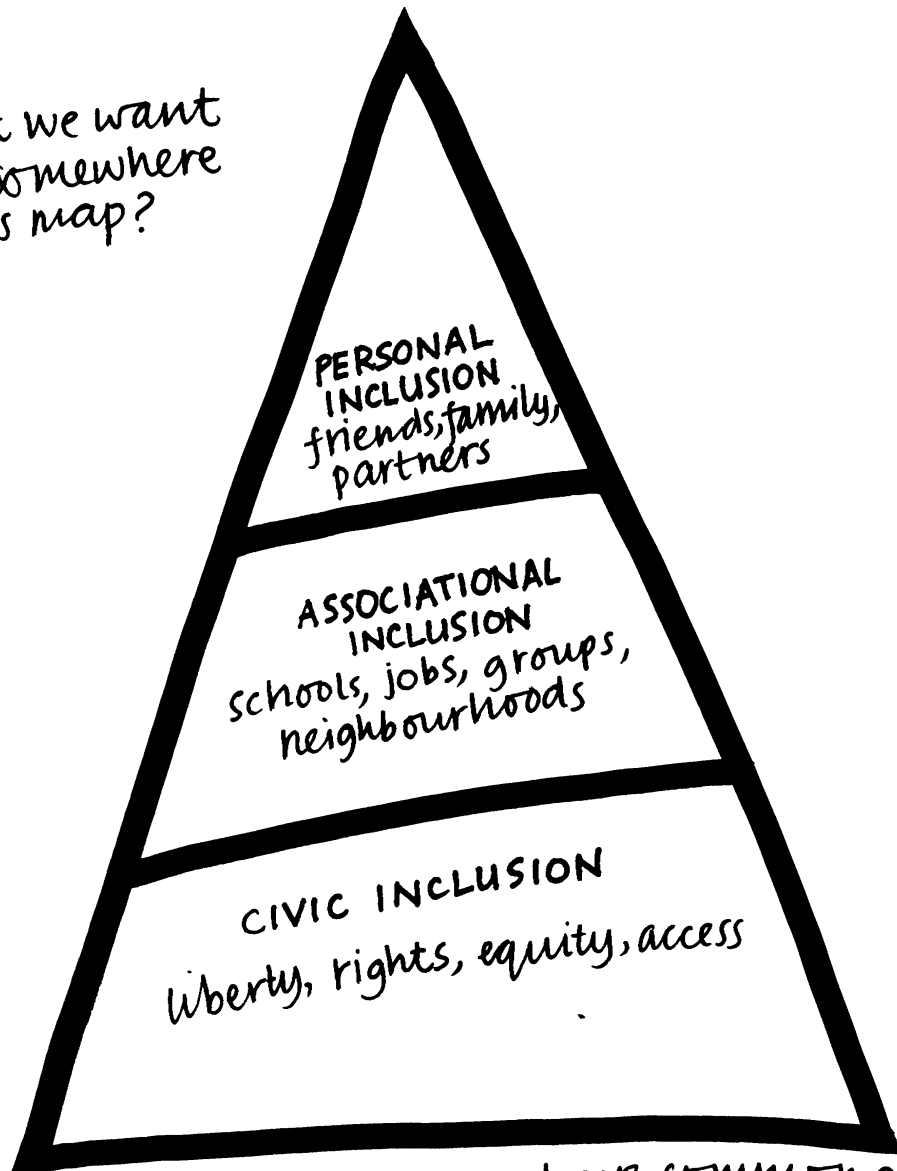 we want
somewhere
map?
PERSONAL
INCLUSION
friends, family,
partners
ASSOCIATIONAL
INCLUSION
schools, jobs, groups,
neighbourhoods
CIVIC INCLUSION
liberty, rights, equity, access